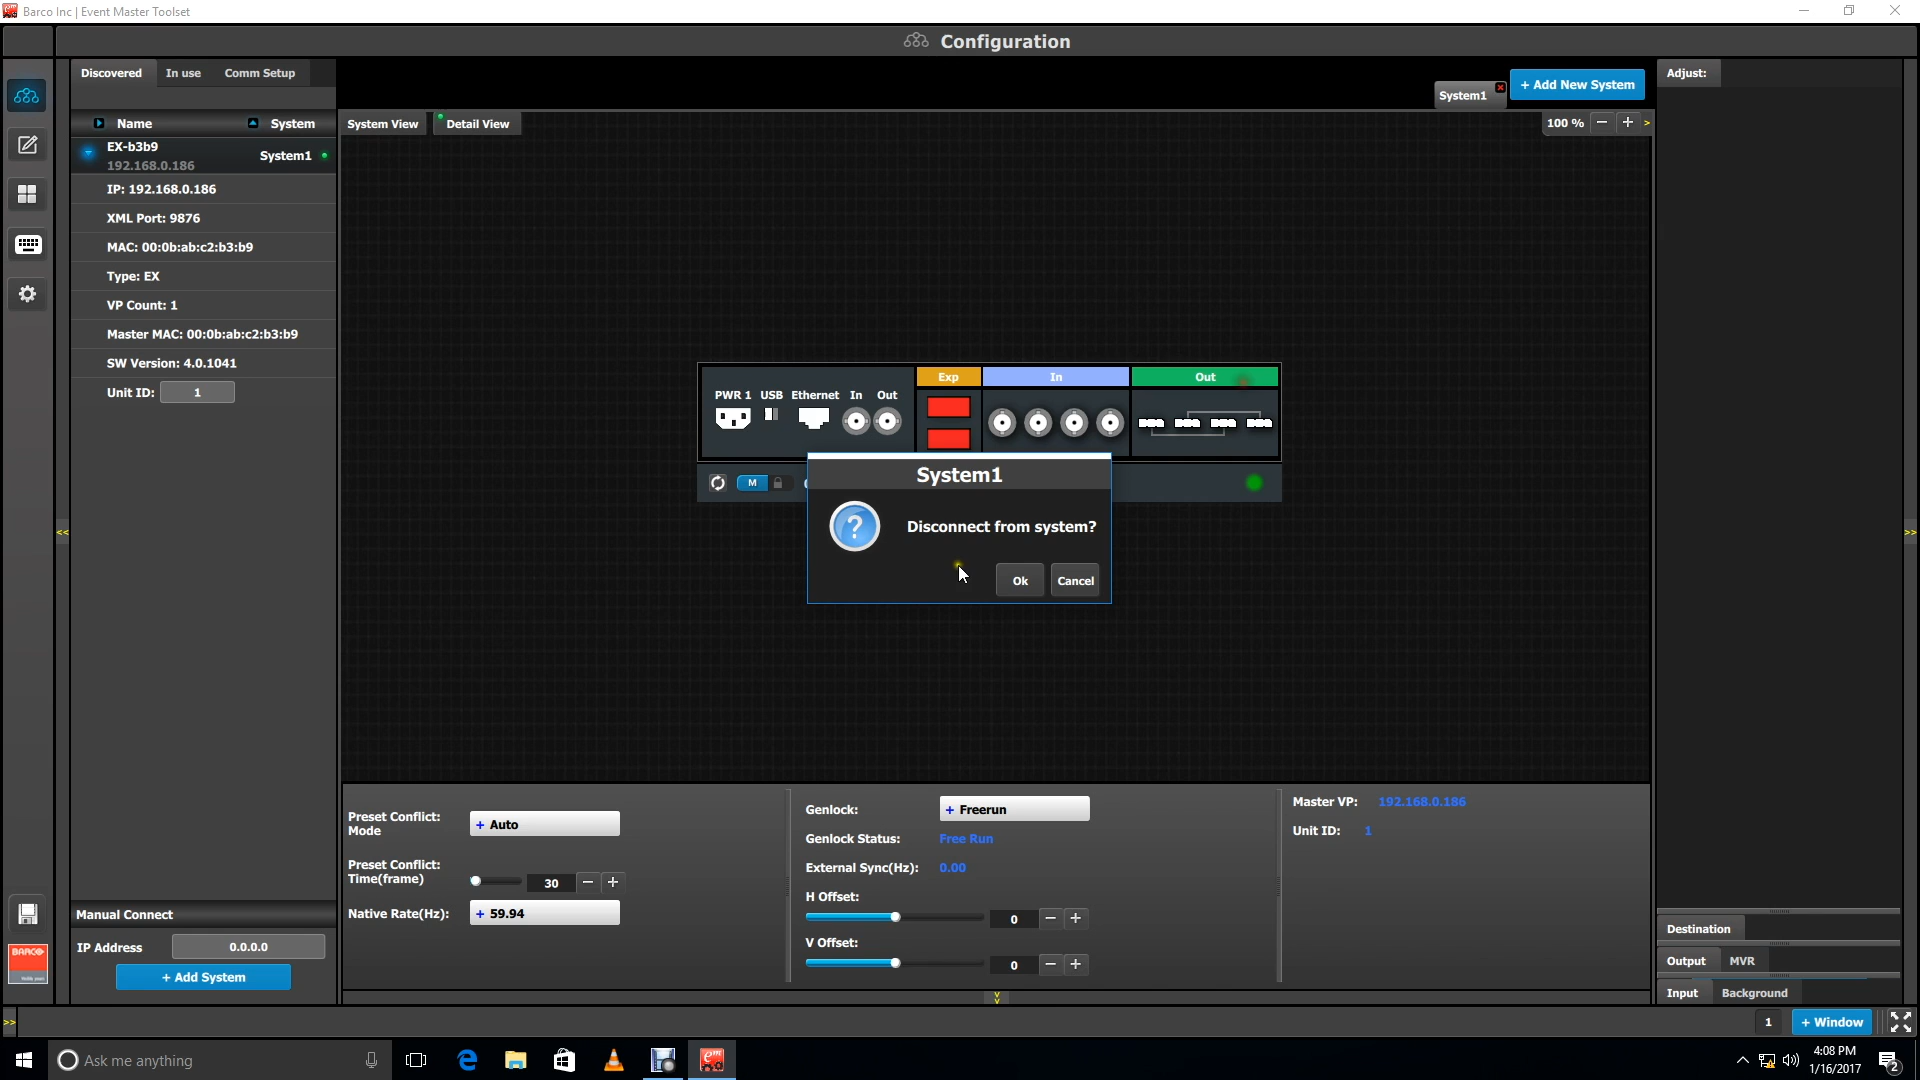 Barco Inc | Event Master Toolset
Configuration
Discovered
In use
Comm Setup
Name
System
EX-b3b9
192.168.0.186
System1
IP: 192.168.0.186
XML Port: 9876
MAC: 00:0b:ab:c2:b3:b9
Type: EX
VP Count: 1
Master MAC: 00:0b:ab:c2:b3:b9
SW Version: 4.0.1041
Unit ID: 1
Manual Connect
IP Address 0.0.0.0
+ Add System
System View
Detail View
System1
+ Add New System
100 % − + >
PWR 1 USB Ethernet In Out
Exp
In
Out
M
System1
?
Disconnect from system?
Ok
Cancel
Preset Conflict:
Mode
+ Auto
Preset Conflict:
Time(frame)
30 − +
Native Rate(Hz): + 59.94
Genlock: + Freerun
Genlock Status: Free Run
External Sync(Hz): 0.00
H Offset:
0 − +
V Offset:
0 − +
Master VP: 192.168.0.186
Unit ID: 1
Adjust:
Destination
Output
MVR
Input
Background
<<
>>
BARCO
>>
1
+ Window
Ask me anything
4:08 PM
1/16/2017
2